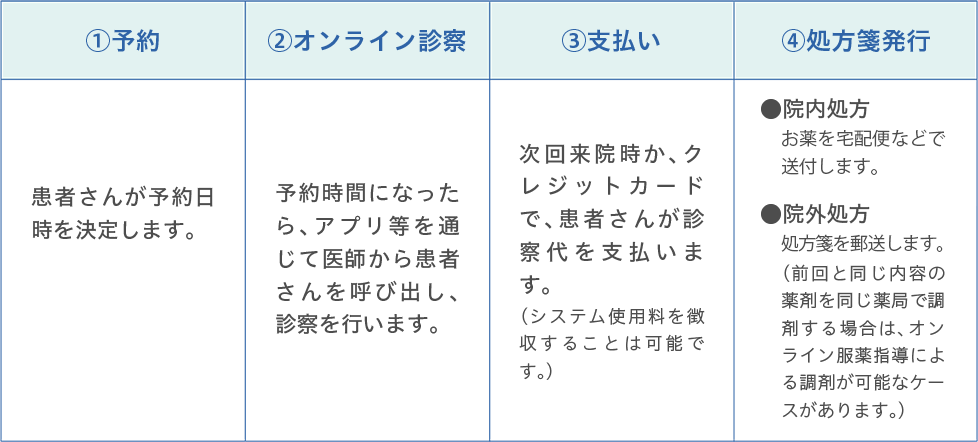 ①予約
②オンライン診察
③支払い
④処方箋発行
患者さんが予約日
時を決定します。
予約時間になった
ら、アプリ等を通
じて医師から患者
さんを呼び出し、
診察を行います。
次回来院時か、ク
レジットカード
で、患者さんが診
察代を支払いま
す。
（システム使用料を徴
収することは可能で
す。）
●院内処方
お薬を宅配便などで
送付します。
●院外処方
処方箋を郵送します。
（前回と同じ内容の
薬剤を同じ薬局で調
剤する場合は、オン
ライン服薬指導によ
る調剤が可能なケー
スがあります。）